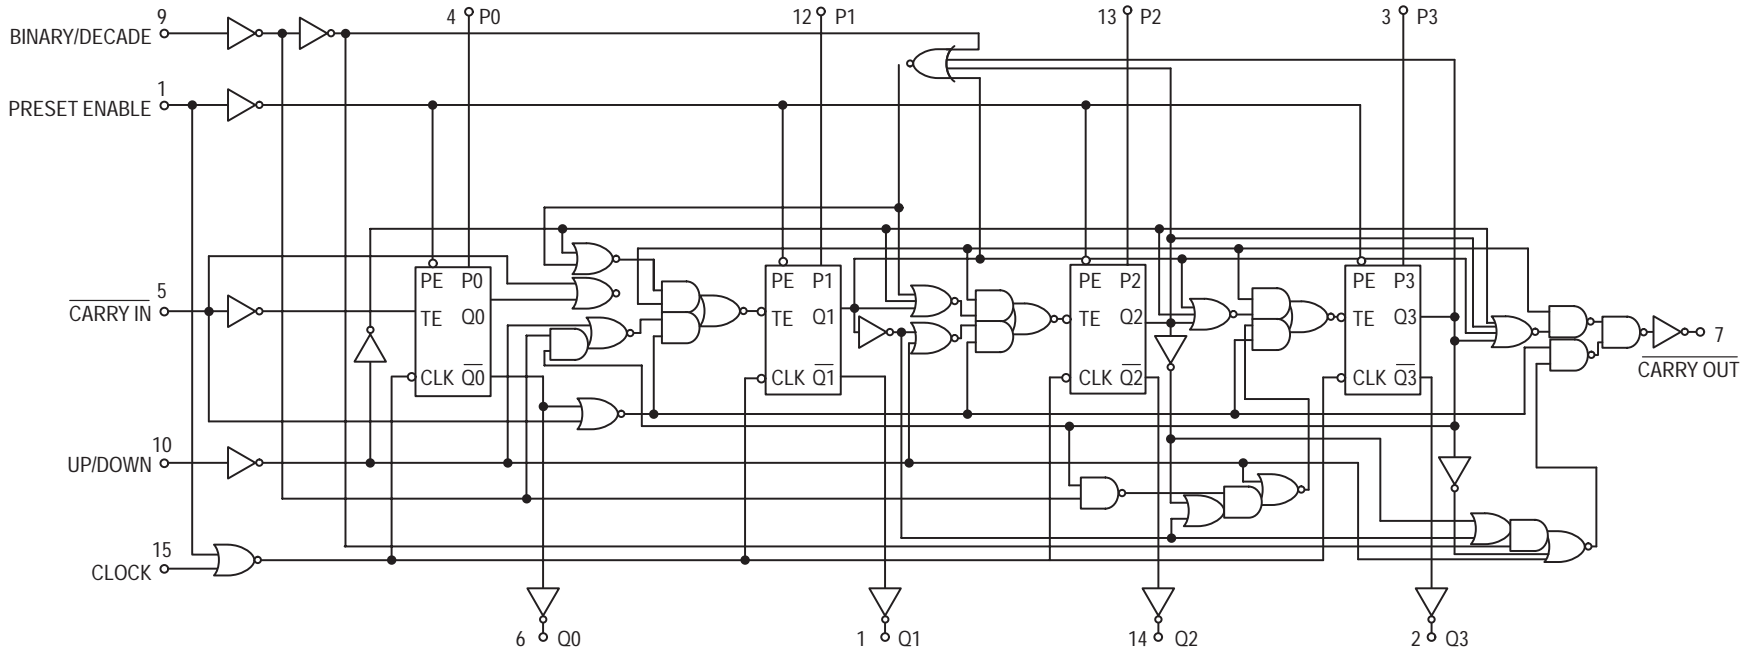 9
BINARY/DECADE
4 P0
12 P1
13 P2
3 P3
1
PRESET ENABLE
PE P0
PE P1
PE P2
PE P3
5
CARRY IN
TE Q0
TE Q1
TE Q2
TE Q3
7
CARRY OUT
CLK Q0
CLK Q1
CLK Q2
CLK Q3
10
UP/DOWN
15
CLOCK
6 Q0
1 Q1
14 Q2
2 Q3